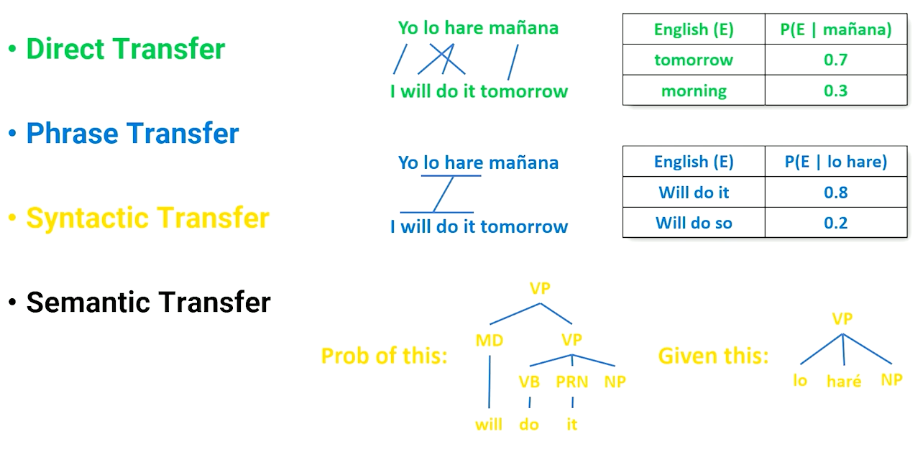 • Direct Transfer
Yo lo hare mañana
I will do it tomorrow
English (E) P(E | mañana)
tomorrow 0.7
morning 0.3
• Phrase Transfer
Yo lo hare mañana
I will do it tomorrow
English (E) P(E | lo hare)
Will do it 0.8
Will do so 0.2
• Syntactic Transfer
• Semantic Transfer
Prob of this:
VP
MD VP
VB PRN NP
will do it
Given this:
VP
lo haré NP